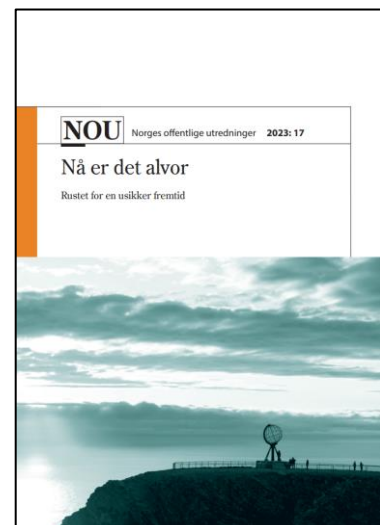 NOU Norges offentlige utredninger 2023: 17
Nå er det alvor
Rustet for en usikker fremtid